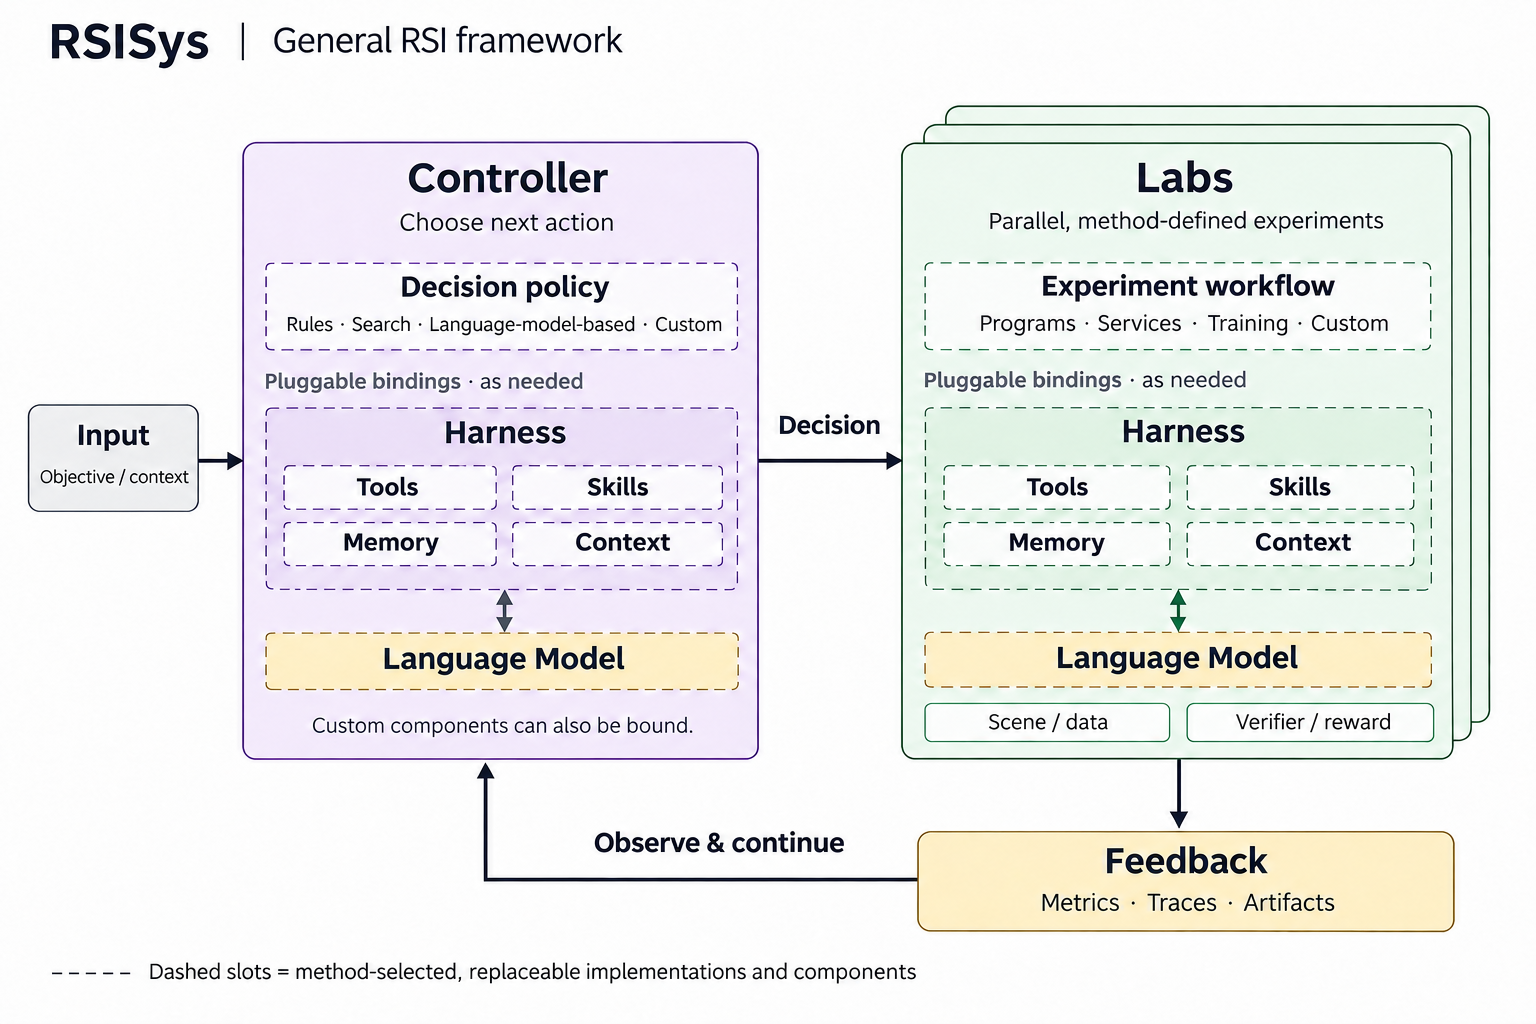 RSISys | General RSI framework
Controller
Choose next action
Decision policy
Rules · Search · Language-model-based · Custom
Pluggable bindings · as needed
Harness
Tools
Skills
Memory
Context
Language Model
Custom components can also be bound.
Input
Objective / context
Decision
Labs
Parallel, method-defined experiments
Experiment workflow
Programs · Services · Training · Custom
Pluggable bindings · as needed
Harness
Tools
Skills
Memory
Context
Language Model
Scene / data
Verifier / reward
Observe & continue
Feedback
Metrics · Traces · Artifacts
Dashed slots = method-selected, replaceable implementations and components